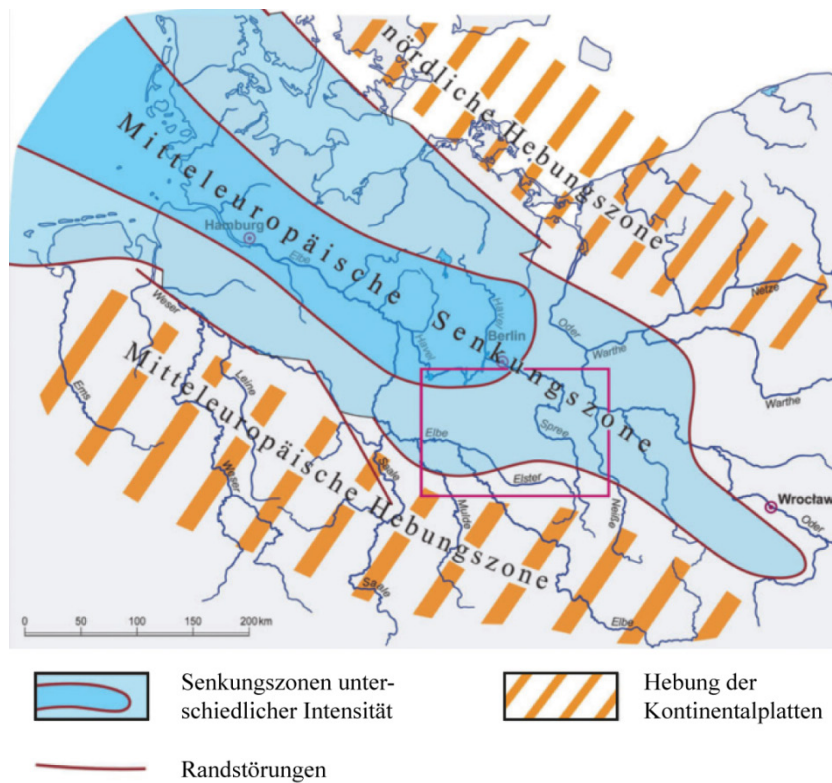 nördliche Hebungszone
Mitteleuropäische Senkungszone
Hamburg
Elbe
Weser
Havel
Havel
Berlin
Oder
Netze
Warthe
Warthe
Ems
Leine
Weser
Mitteleuropäische Hebungszone
Elbe
Spree
Saale
Elster
Mulde
Neiße
Wrocław
Oder
Saale
Elbe
0 50 100 150 200 km
Senkungszonen unter-
schiedlicher Intensität
Hebung der
Kontinentalplatten
Randstörungen